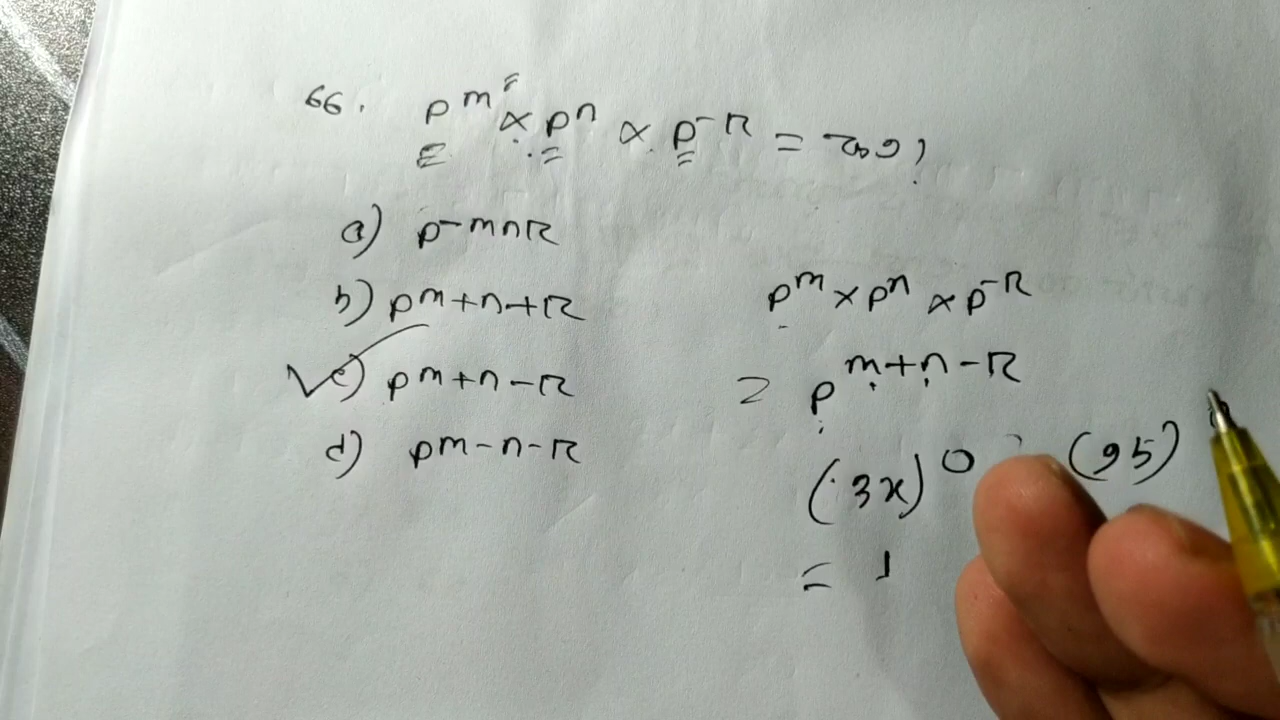 66. p^m × p^n × p^-r = কত?
a) p^-mnr
b) p^m+n+r
c) p^m+n-r
d) p^m-n-r
p^m × p^n × p^-r
= p^m+n-r
(3x)^0 (95)
= 1